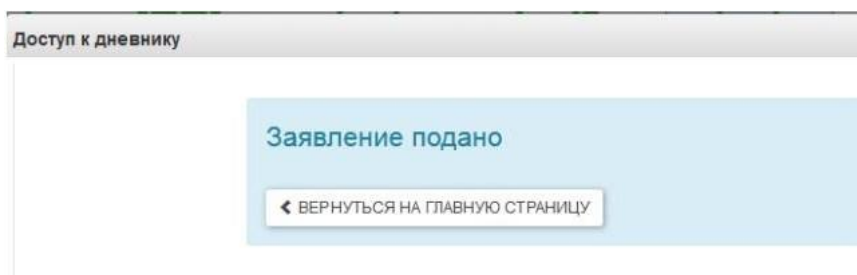 Доступ к дневнику
Заявление подано
ВЕРНУТЬСЯ НА ГЛАВНУЮ СТРАНИЦУ